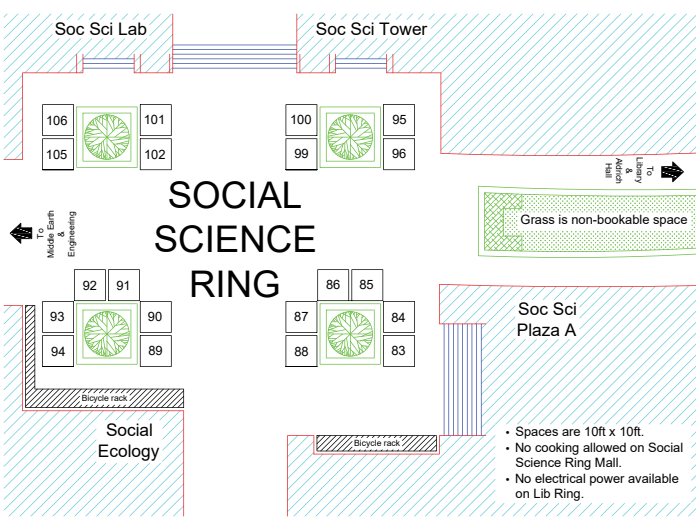 Soc Sci Lab
Soc Sci Tower
106
101
100
95
105
102
99
96
To
Library
&
Aldrich
Hall
SOCIAL
SCIENCE
RING
Grass is non-bookable space
To
Middle Earth
&
Engineering
92
91
86
85
93
90
87
84
94
89
88
83
Soc Sci
Plaza A
Bicycle rack
Social
Ecology
Bicycle rack
• Spaces are 10ft x 10ft.
• No cooking allowed on Social
Science Ring Mall.
• No electrical power available
on Lib Ring.